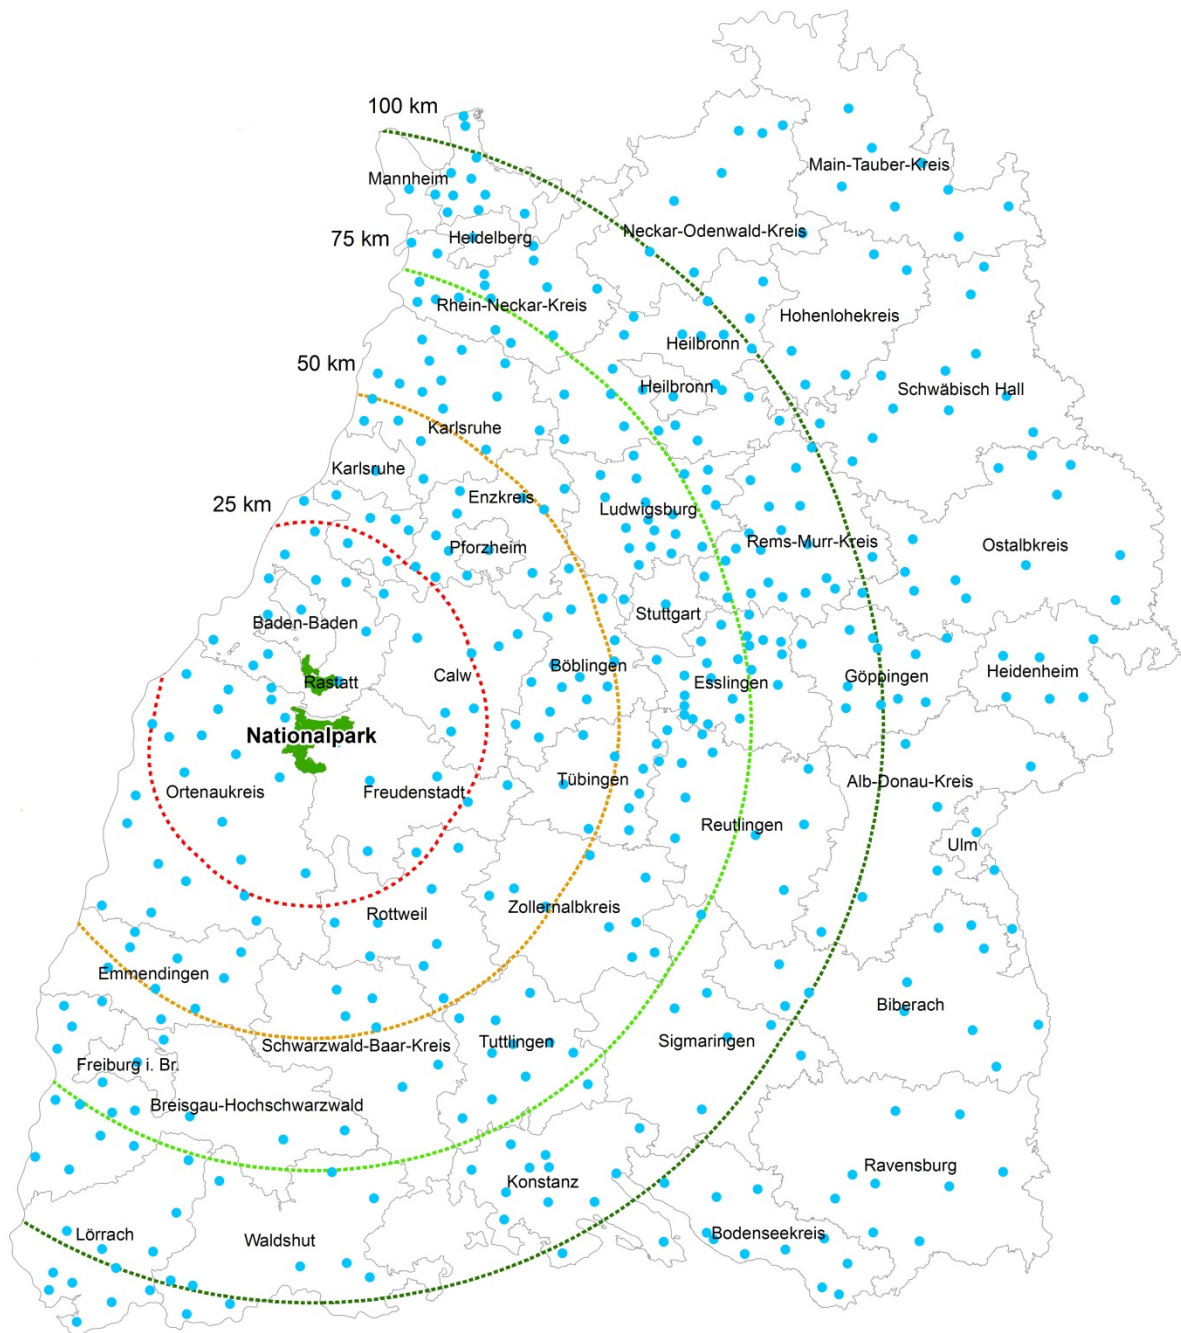 100 km
Main-Tauber-Kreis
Mannheim
Neckar-Odenwald-Kreis
75 km
Heidelberg
Rhein-Neckar-Kreis
Hohenlohekreis
Heilbronn
50 km
Heilbronn
Schwäbisch Hall
Karlsruhe
Karlsruhe
Enzkreis
25 km
Ludwigsburg
Rems-Murr-Kreis
Pforzheim
Ostalbkreis
Stuttgart
Baden-Baden
Böblingen
Calw
Rastatt
Esslingen
Göppingen
Heidenheim
Nationalpark
Tübingen
Alb-Donau-Kreis
Ortenaukreis
Freudenstadt
Reutlingen
Ulm
Zollernalbkreis
Rottweil
Emmendingen
Biberach
Schwarzwald-Baar-Kreis
Tuttlingen
Sigmaringen
Freiburg i. Br.
Breisgau-Hochschwarzwald
Ravensburg
Konstanz
Lörrach
Waldshut
Bodenseekreis